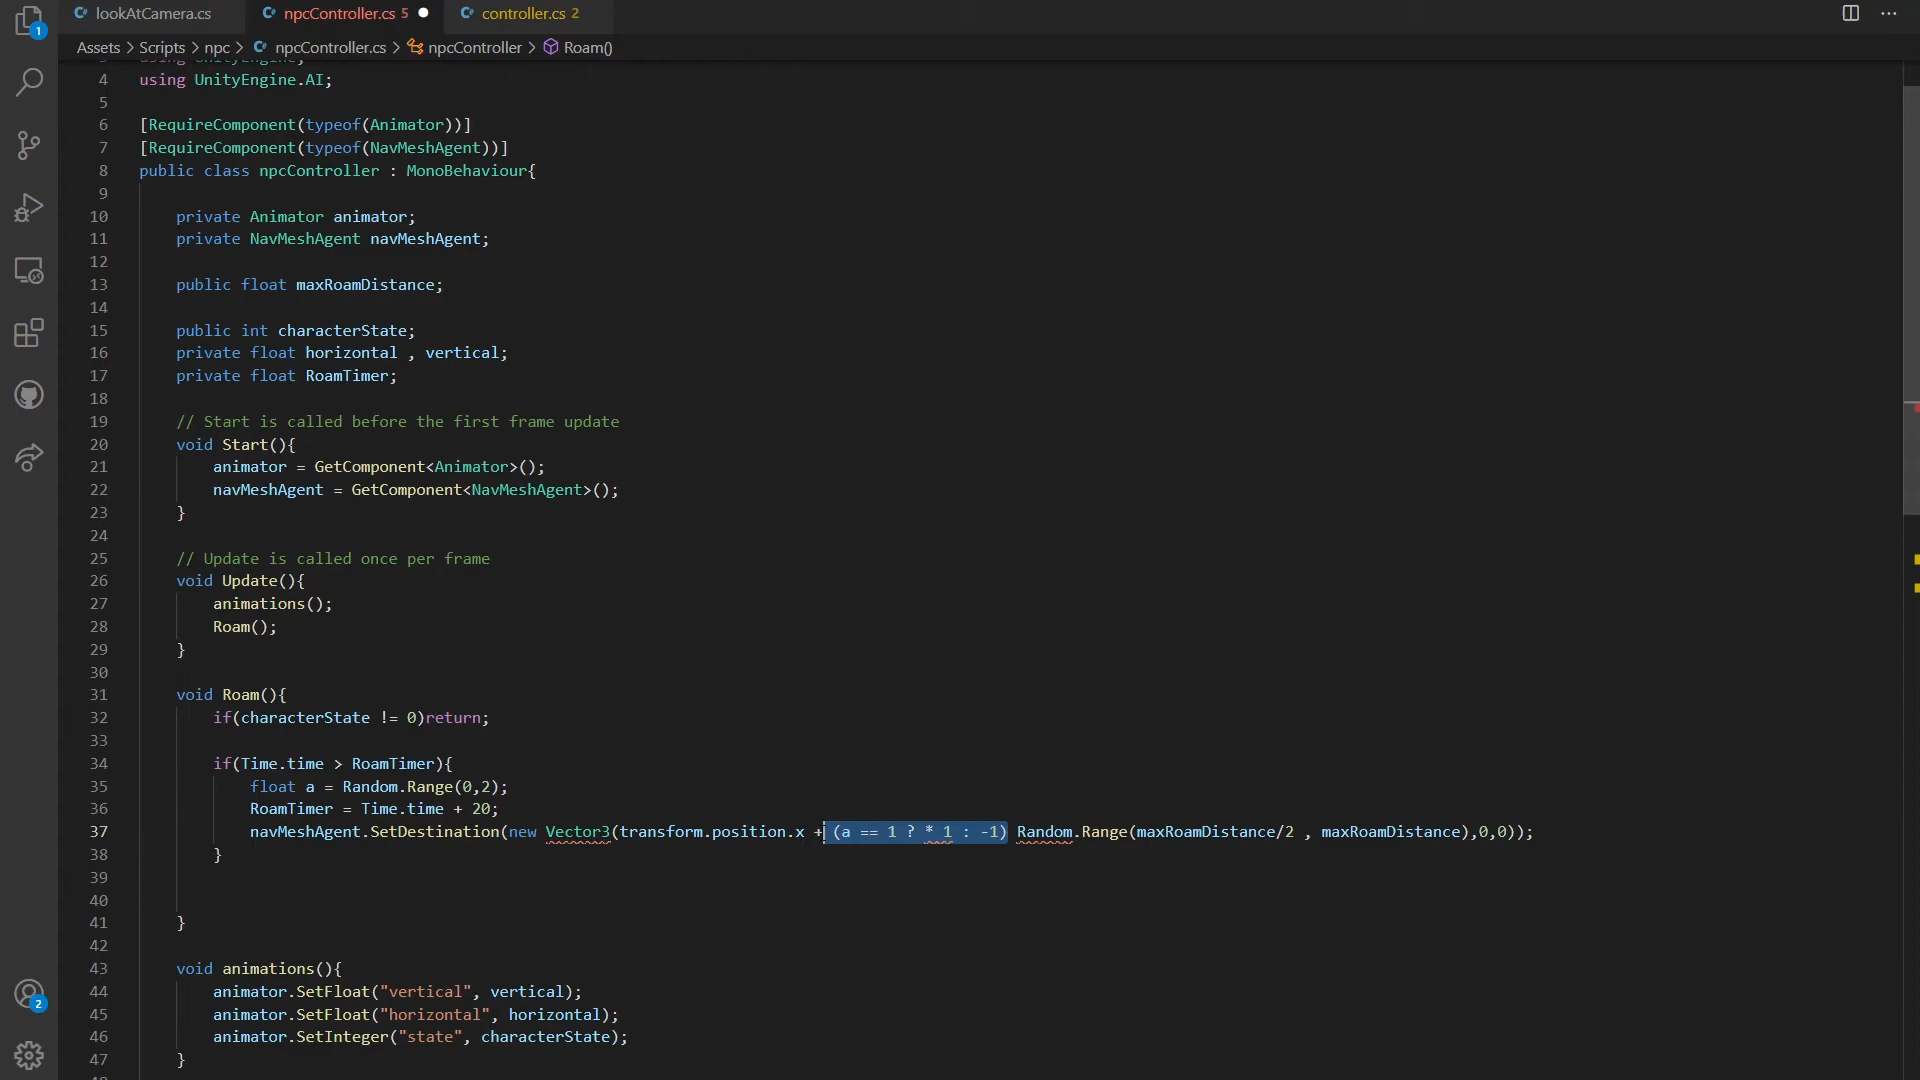 lookAtCamera.cs npcController.cs 5 controller.cs 2
Assets > Scripts > npc > npcController.cs > npcController > Roam()
1
using UnityEngine;
4 using UnityEngine.AI;
5
6 [RequireComponent(typeof(Animator))]
7 [RequireComponent(typeof(NavMeshAgent))]
8 public class npcController : MonoBehaviour{
9
10 private Animator animator;
11 private NavMeshAgent navMeshAgent;
12
13 public float maxRoamDistance;
14
15 public int characterState;
16 private float horizontal , vertical;
17 private float RoamTimer;
18
19 // Start is called before the first frame update
20 void Start(){
21 animator = GetComponent<Animator>();
22 navMeshAgent = GetComponent<NavMeshAgent>();
23 }
24
25 // Update is called once per frame
26 void Update(){
27 animations();
28 Roam();
29 }
30
31 void Roam(){
32 if(characterState != 0)return;
33
34 if(Time.time > RoamTimer){
35 float a = Random.Range(0,2);
36 RoamTimer = Time.time + 20;
37 navMeshAgent.SetDestination(new Vector3(transform.position.x + (a == 1 ? * 1 : -1) Random.Range(maxRoamDistance/2 , maxRoamDistance),0,0));
38 }
39
40
41 }
42
43 void animations(){
44 animator.SetFloat("vertical", vertical);
45 animator.SetFloat("horizontal", horizontal);
46 animator.SetInteger("state", characterState);
47 }
2